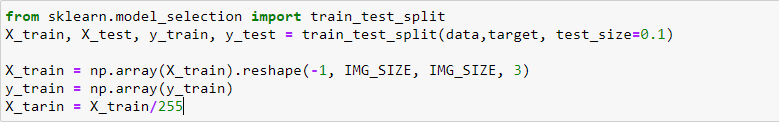 from sklearn.model_selection import train_test_split
X_train, X_test, y_train, y_test = train_test_split(data,target, test_size=0.1)
X_train = np.array(X_train).reshape(-1, IMG_SIZE, IMG_SIZE, 3)
y_train = np.array(y_train)
X_tarin = X_train/255